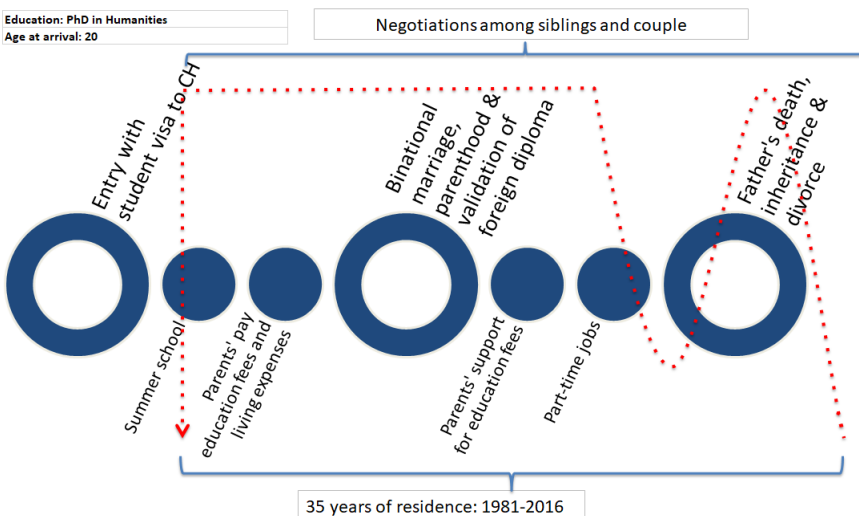 Education: PhD in Humanities
Age at arrival: 20
Negotiations among siblings and couple
Entry with
student visa to CH
Binational
marriage,
parenthood &
validation of
foreign diploma
Father's death,
inheritance &
divorce
Summer school
Parents' pay
education fees and
living expenses
Parents' support
for education fees
Part-time jobs
35 years of residence: 1981-2016